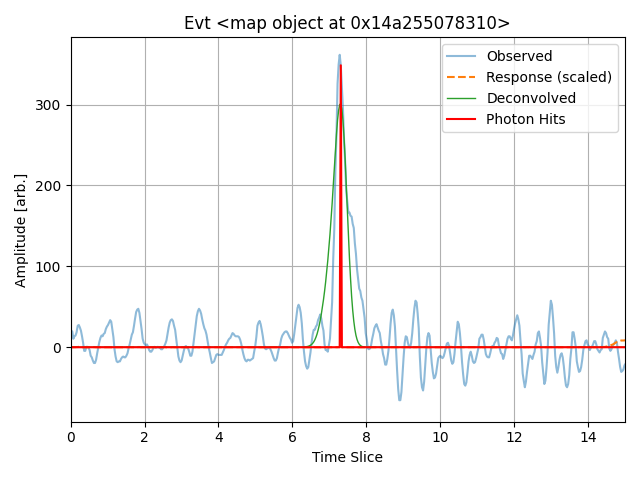 Evt <map object at 0x14a255078310>
Observed
Response (scaled)
Deconvolved
Photon Hits
300
200
100
0
Amplitude [arb.]
0 2 4 6 8 10 12 14
Time Slice